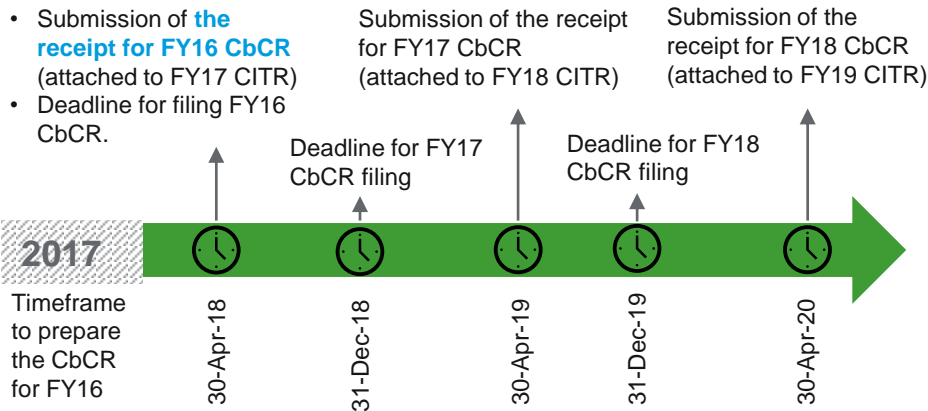 • Submission of the
receipt for FY16 CbCR
(attached to FY17 CITR)
• Deadline for filing FY16
CbCR.
Deadline for FY17
CbCR filing
Submission of the receipt
for FY17 CbCR
(attached to FY18 CITR)
Deadline for FY18
CbCR filing
Submission of the
receipt for FY18 CbCR
(attached to FY19 CITR)
2017
Timeframe
to prepare
the CbCR
for FY16
30-Apr-18
31-Dec-18
30-Apr-19
31-Dec-19
30-Apr-20